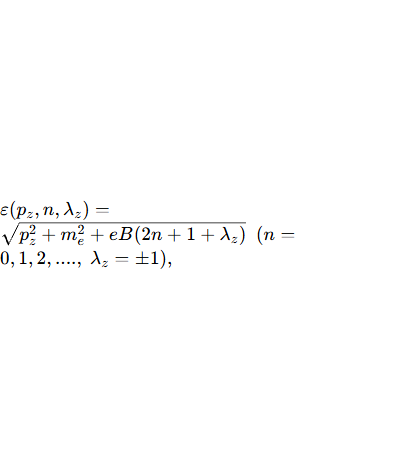 ε(p_z, n, λ_z) =
√(p_z^2 + m_e^2 + eB(2n + 1 + λ_z)) (n =
0, 1, 2, ...., λ_z = ±1),